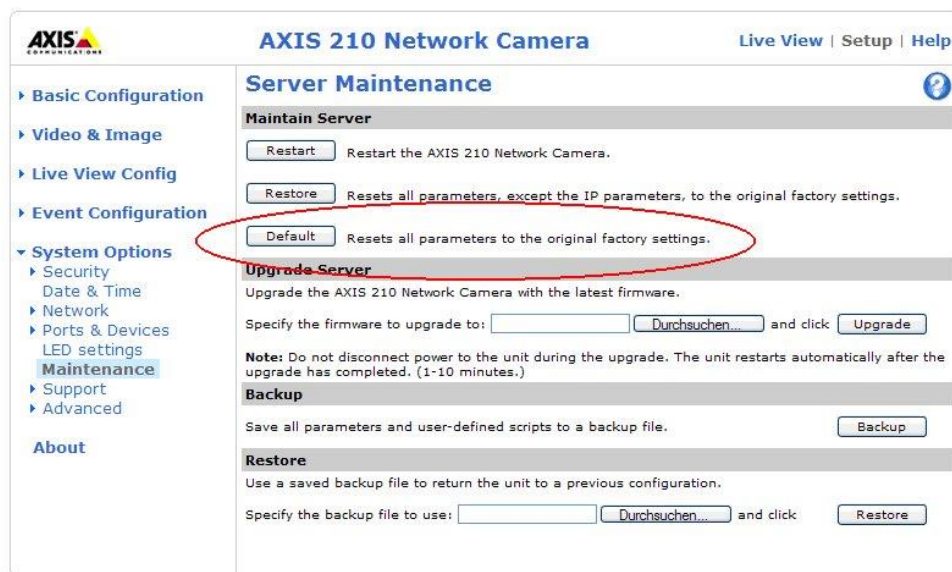 AXIS
COMMUNICATIONS
AXIS 210 Network Camera
Live View | Setup | Help
Basic Configuration
Video & Image
Live View Config
Event Configuration
System Options
Security
Date & Time
Network
Ports & Devices
LED settings
Maintenance
Support
Advanced
About
Server Maintenance
?
Maintain Server
Restart Restart the AXIS 210 Network Camera.
Restore Resets all parameters, except the IP parameters, to the original factory settings.
Default Resets all parameters to the original factory settings.
Upgrade Server
Upgrade the AXIS 210 Network Camera with the latest firmware.
Specify the firmware to upgrade to: Durchsuchen... and click Upgrade
Note: Do not disconnect power to the unit during the upgrade. The unit restarts automatically after the
upgrade has completed. (1-10 minutes.)
Backup
Save all parameters and user-defined scripts to a backup file. Backup
Restore
Use a saved backup file to return the unit to a previous configuration.
Specify the backup file to use: Durchsuchen... and click Restore